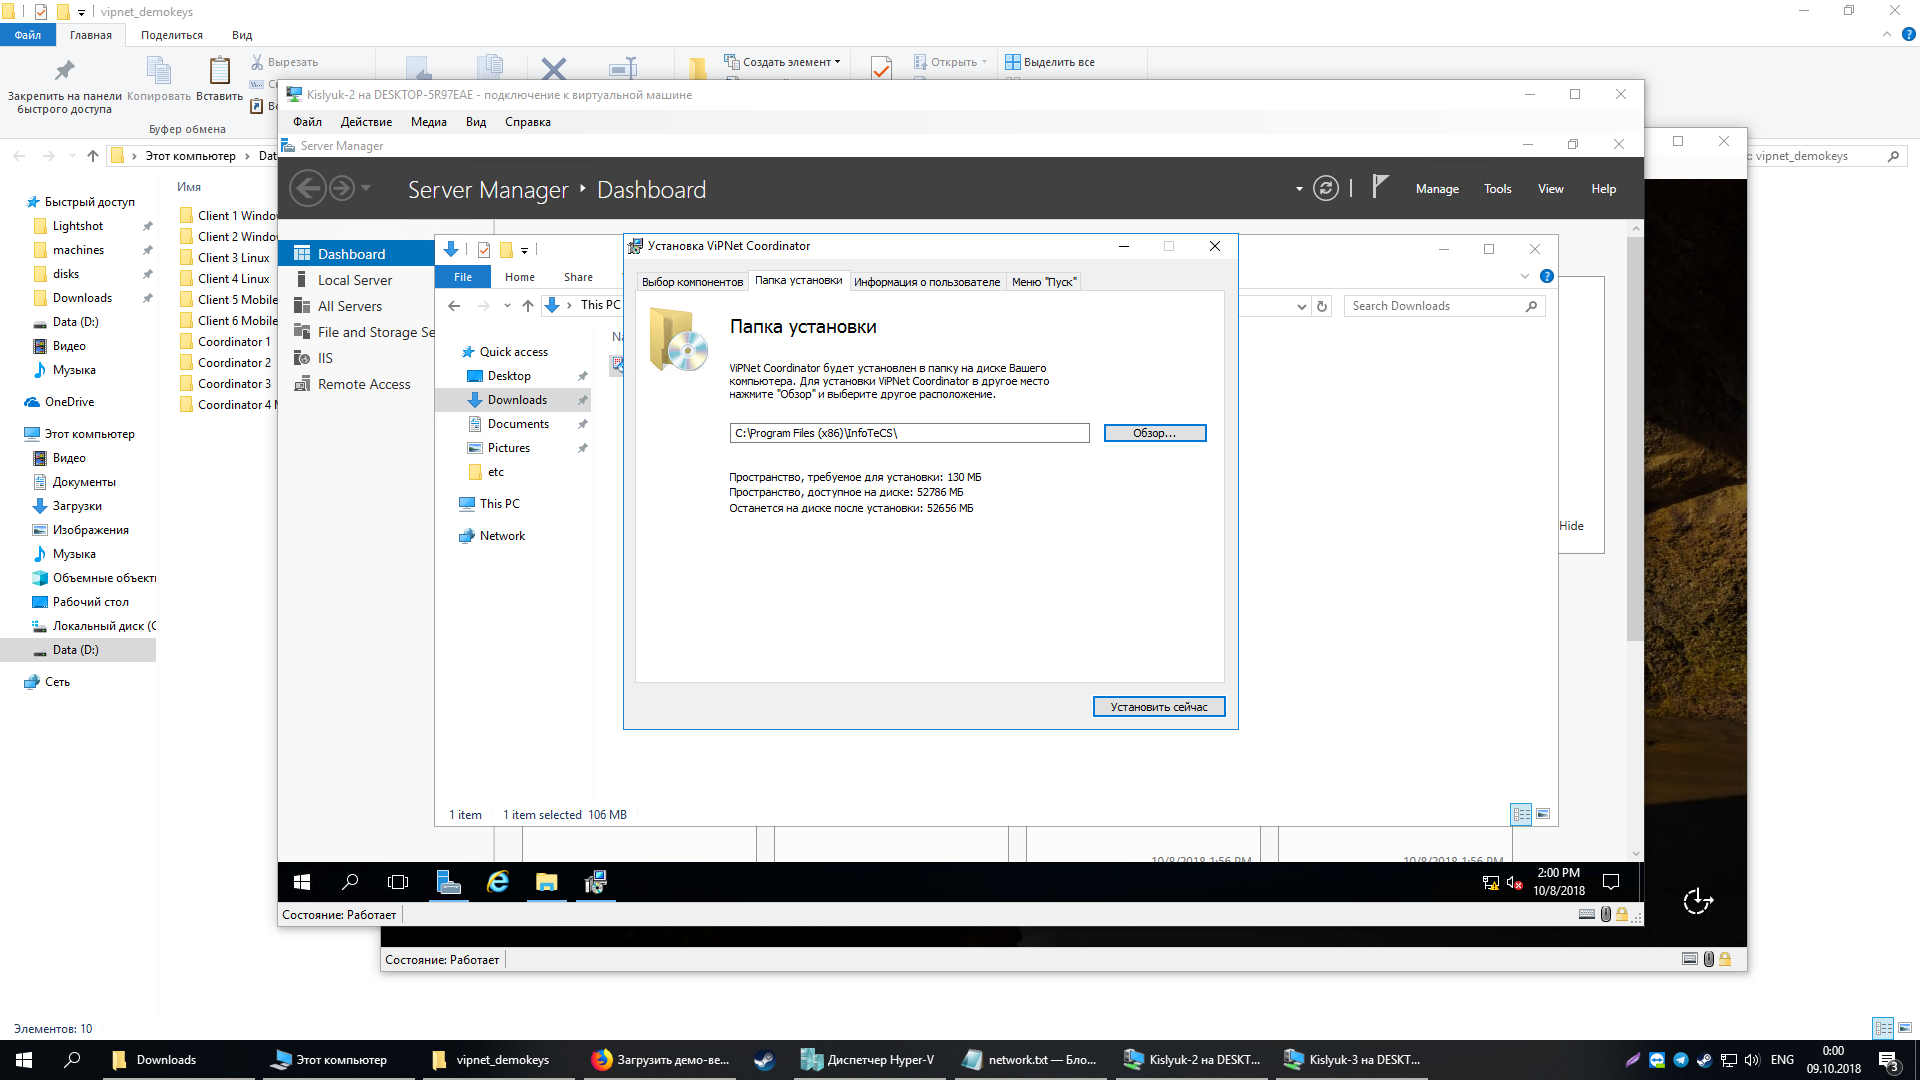 vipnet_demokeys
Файл
Главная
Поделиться
Вид
Закрепить на панели быстрого доступа
Копировать
Вставить
Вырезать
Буфер обмена
Создать элемент
Открыть
Выделить все
Этот компьютер
vipnet_demokeys
Имя
Быстрый доступ
Lightshot
machines
disks
Downloads
Data (D:)
Видео
Музыка
OneDrive
Этот компьютер
Видео
Документы
Загрузки
Изображения
Музыка
Объемные объекты
Рабочий стол
Локальный диск (C
Data (D:)
Сеть
Client 1 Windo
Client 2 Windo
Client 3 Linux
Client 4 Linux
Client 5 Mobile
Client 6 Mobile
Coordinator 1
Coordinator 2
Coordinator 3
Coordinator 4
Элементов: 10
Kislyuk-2 на DESKTOP-5R97EAE - подключение к виртуальной машине
Файл
Действие
Медиа
Вид
Справка
Server Manager
Server Manager
Dashboard
Manage
Tools
View
Help
Dashboard
Local Server
All Servers
File and Storage Se
IIS
Remote Access
File
Home
Share
This PC
Search Downloads
Quick access
Desktop
Downloads
Documents
Pictures
etc
This PC
Network
1 item
1 item selected 106 MB
Hide
Установка ViPNet Coordinator
Выбор компонентов
Папка установки
Информация о пользователе
Меню "Пуск"
Папка установки
ViPNet Coordinator будет установлен в папку на диске Вашего
компьютера. Для установки ViPNet Coordinator в другое место
нажмите "Обзор" и выберите другое расположение.
C:\Program Files (x86)\InfoTeCS\
Обзор...
Пространство, требуемое для установки: 130 МБ
Пространство, доступное на диске: 52786 МБ
Останется на диске после установки: 52656 МБ
Установить сейчас
10/8/2018 1:56 PM
10/8/2018 1:56 PM
2:00 PM
10/8/2018
Состояние: Работает
Состояние: Работает
Downloads
Этот компьютер
vipnet_demokeys
Загрузить демо-ве...
Диспетчер Hyper-V
network.txt — Бло...
Kislyuk-2 на DESKT...
Kislyuk-3 на DESKT...
ENG
0:00
09.10.2018
3